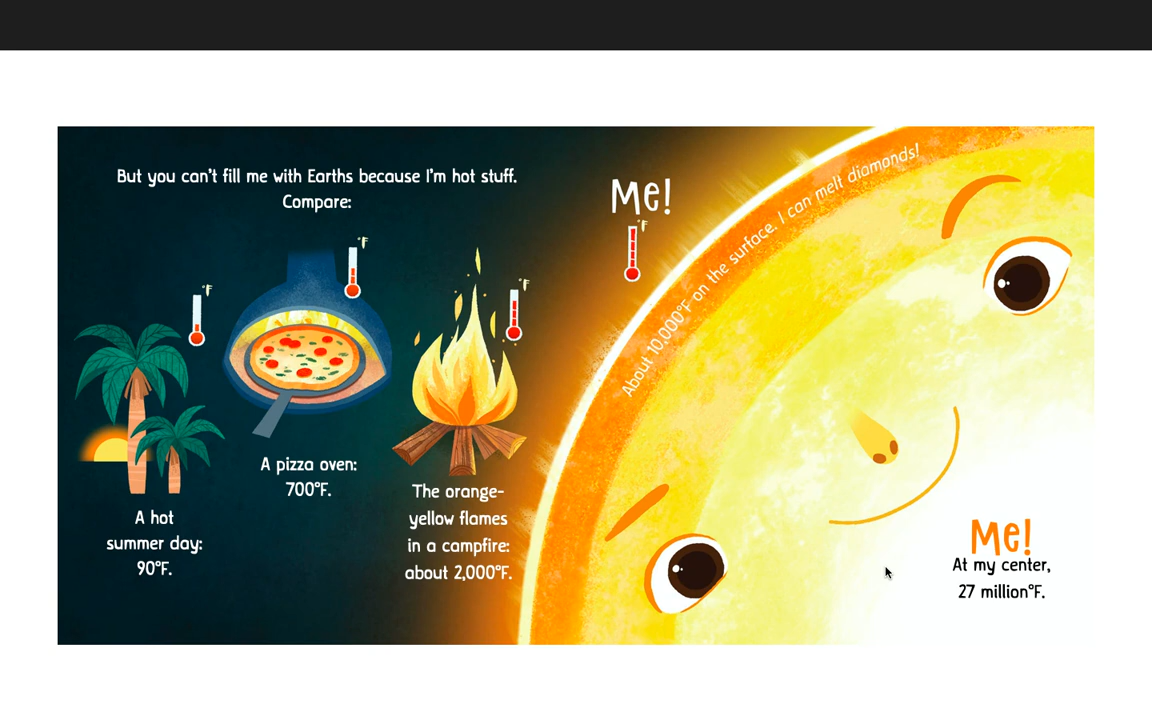 But you can't fill me with Earths because I'm hot stuff.
Compare:
°F
A hot
summer day:
90°F.
°F
A pizza oven:
700°F.
°F
The orange-
yellow flames
in a campfire:
about 2,000°F.
Me!
°F
About 10,000°F on the surface. I can melt diamonds!
Me!
At my center,
27 million°F.